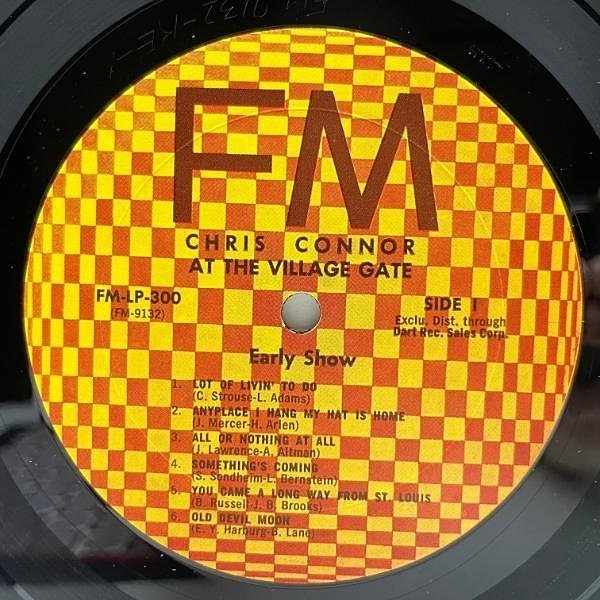 FM
CHRIS CONNOR
AT THE VILLAGE GATE
FM-LP-300
(FM-9132)
SIDE 1
Exclu. Dist. through
Dart Rec. Sales Corp.
Early Show
1. LOT OF LIVIN' TO DO
(C. Strouse-L. Adams)
2. ANYPLACE I HANG MY HAT IS HOME
(J. Mercer-H. Arlen)
3. ALL OR NOTHING AT ALL
(J. Lawrence-A. Altman)
4. SOMETHING'S COMING
(S. Sondheim-L. Bernstein)
5. YOU CAME A LONG WAY FROM ST. LOUIS
(B. Russell-J. B. Brooks)
6. OLD DEVIL MOON
(E. Y. Harburg-B. Lane)